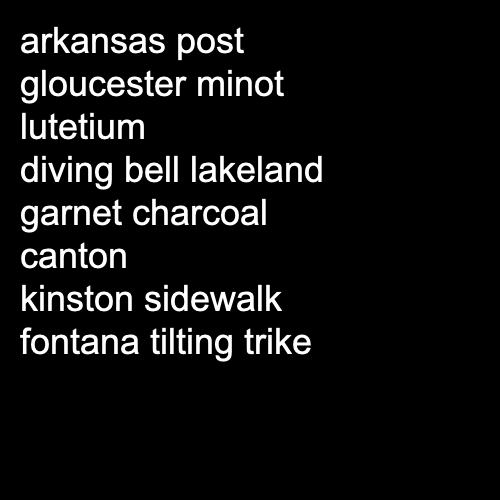 arkansas post
gloucester minot
lutetium
diving bell lakeland
garnet charcoal
canton
kinston sidewalk
fontana tilting trike